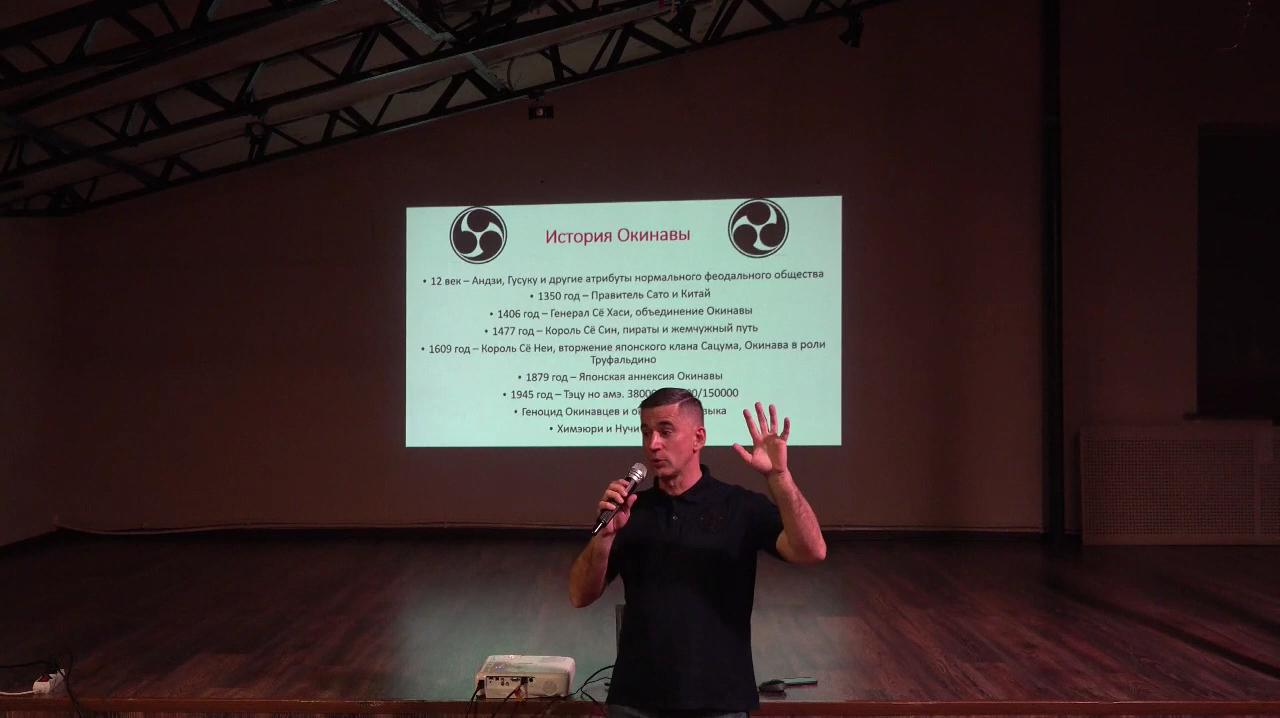 История Окинавы
• 12 век – Андзи, Гусуку и другие атрибуты нормального феодального общества
• 1350 год – Правитель Сато и Китай
• 1406 год – Генерал Сё Хаси, объединение Окинавы
• 1477 год – Король Сё Син, пираты и жемчужный путь
• 1609 год – Король Сё Неи, вторжение японского клана Сацума, Окинава в роли
Труфальдино
• 1879 год – Японская аннексия Окинавы
• 1945 год – Тэцу но амэ. 38000 0/150000
• Геноцид Окинавцев и
• Химэюри и Нучи